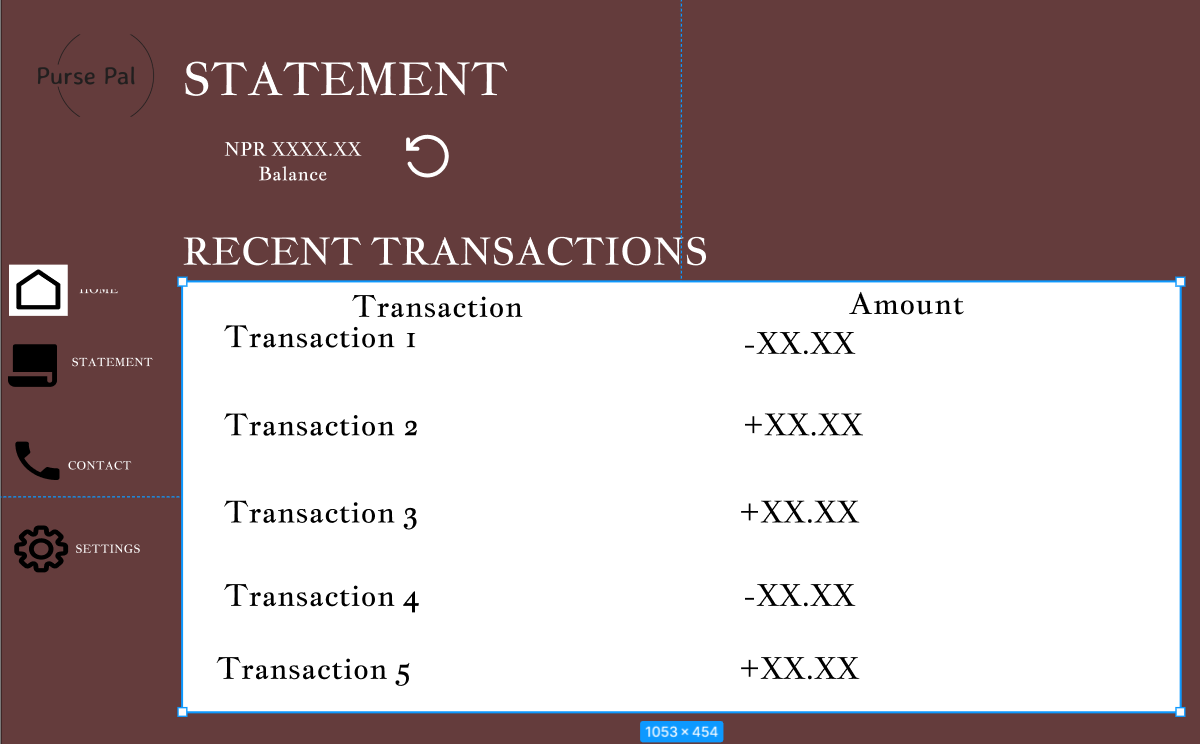 Purse Pal
STATEMENT
NPR XXXX.XX
Balance
RECENT TRANSACTIONS
HOME
STATEMENT
CONTACT
SETTINGS
Transaction Amount
Transaction 1 -XX.XX
Transaction 2 +XX.XX
Transaction 3 +XX.XX
Transaction 4 -XX.XX
Transaction 5 +XX.XX
1053 × 454